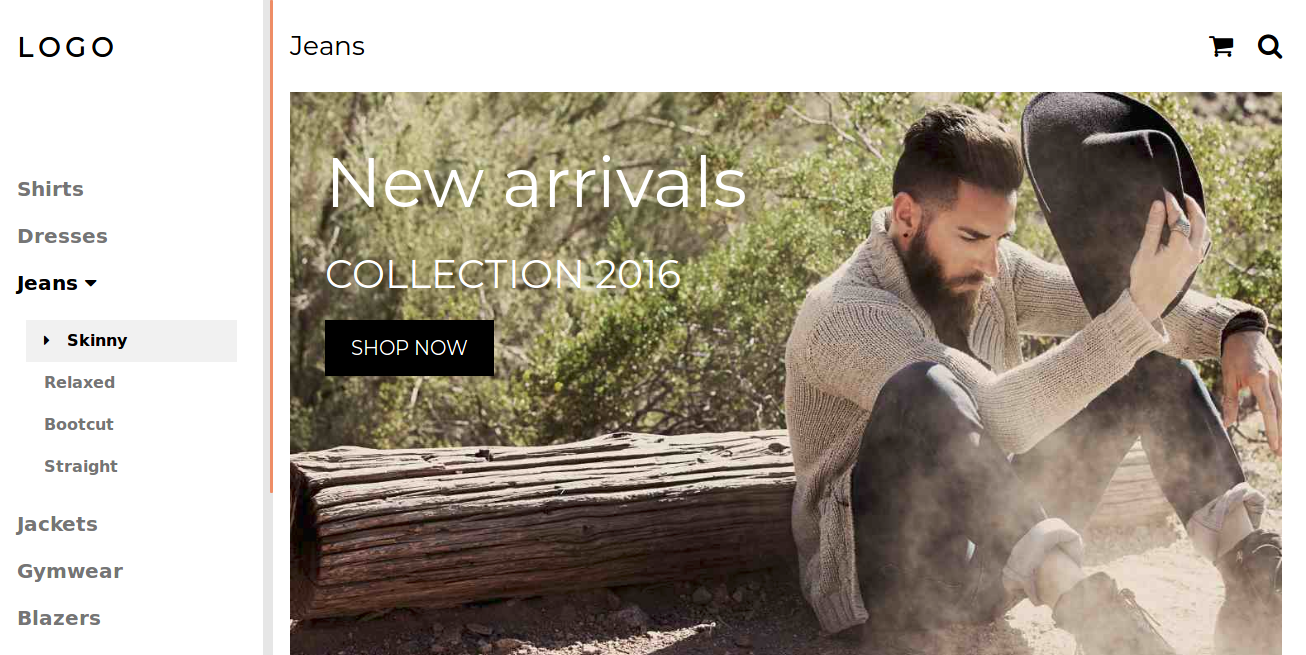 LOGO
Shirts
Dresses
Jeans
Skinny
Relaxed
Bootcut
Straight
Jackets
Gymwear
Blazers
Jeans
New arrivals
COLLECTION 2016
SHOP NOW